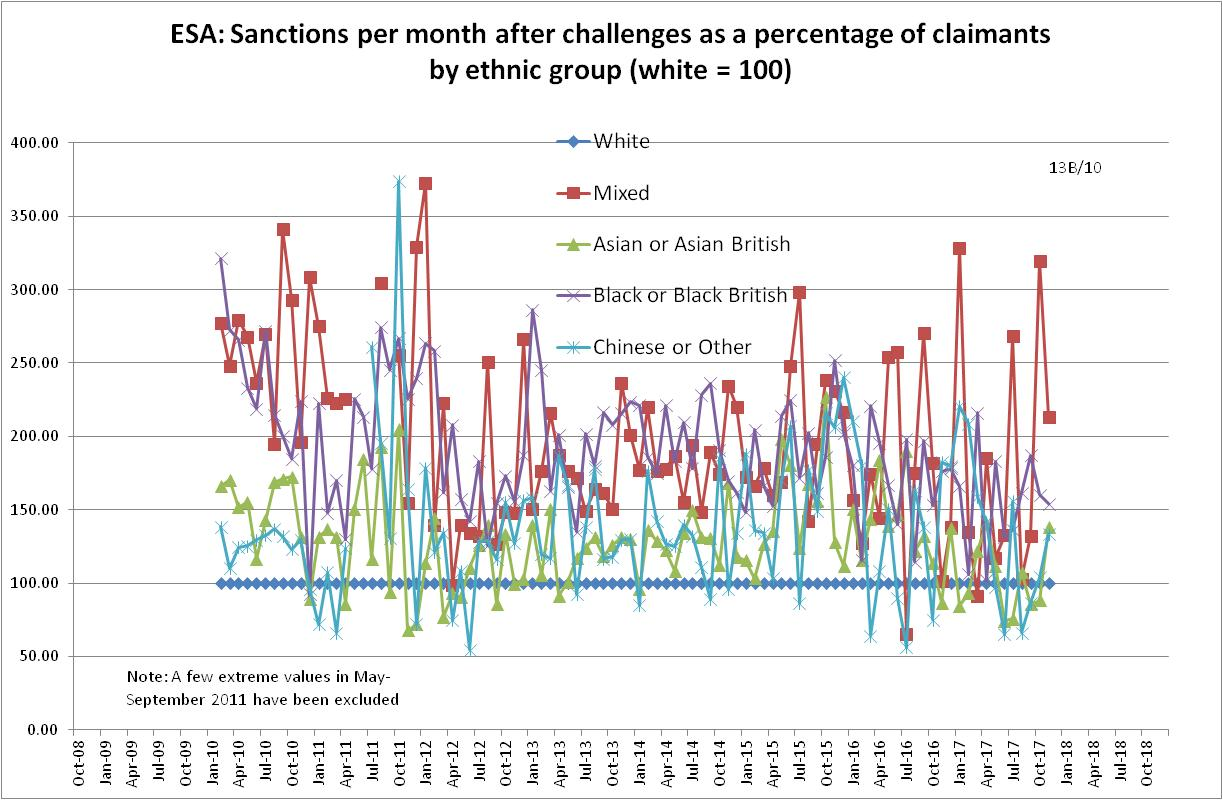 ESA: Sanctions per month after challenges as a percentage of claimants
by ethnic group (white = 100)
400.00
350.00
300.00
250.00
200.00
150.00
100.00
50.00
0.00
White
Mixed
Asian or Asian British
Black or Black British
Chinese or Other
13B/10
Note: A few extreme values in May-
September 2011 have been excluded
Oct-08
Jan-09
Apr-09
Jul-09
Oct-09
Jan-10
Apr-10
Jul-10
Oct-10
Jan-11
Apr-11
Jul-11
Oct-11
Jan-12
Apr-12
Jul-12
Oct-12
Jan-13
Apr-13
Jul-13
Oct-13
Jan-14
Apr-14
Jul-14
Oct-14
Jan-15
Apr-15
Jul-15
Oct-15
Jan-16
Apr-16
Jul-16
Oct-16
Jan-17
Apr-17
Jul-17
Oct-17
Jan-18
Apr-18
Jul-18
Oct-18